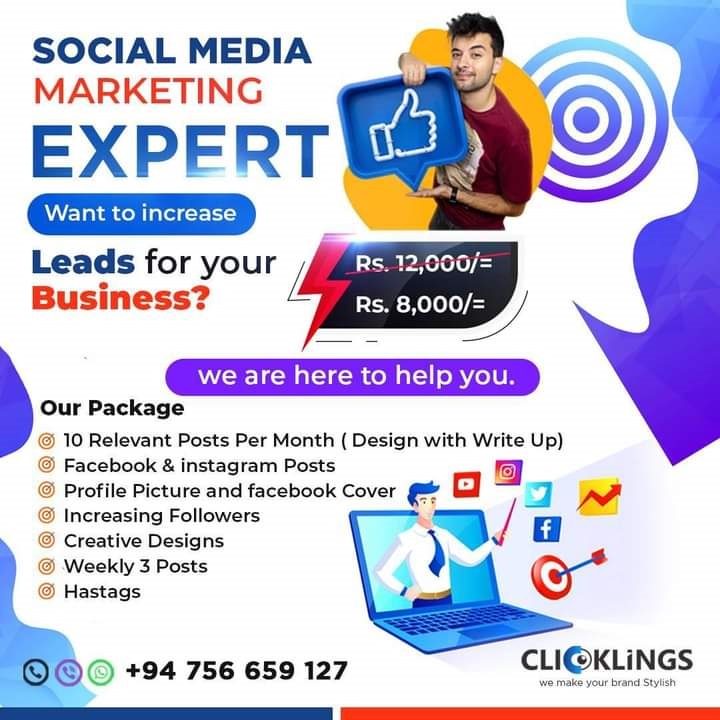 SOCIAL MEDIA
MARKETING
EXPERT
Want to increase
Leads for your
Business?
Rs. 12,000/=
Rs. 8,000/=
we are here to help you.
Our Package
10 Relevant Posts Per Month ( Design with Write Up)
Facebook & instagram Posts
Profile Picture and facebook Cover
Increasing Followers
Creative Designs
Weekly 3 Posts
Hastags
+94 756 659 127
CLICKLiNGS
we make your brand Stylish